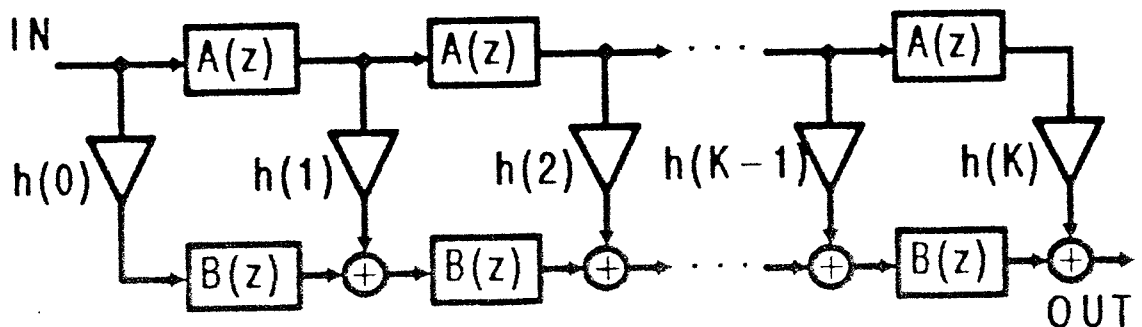 IN
A(z) A(z) · · · A(z)
h(0) h(1) h(2) h(K-1) h(K)
B(z) + B(z) + · · · + B(z) +
OUT